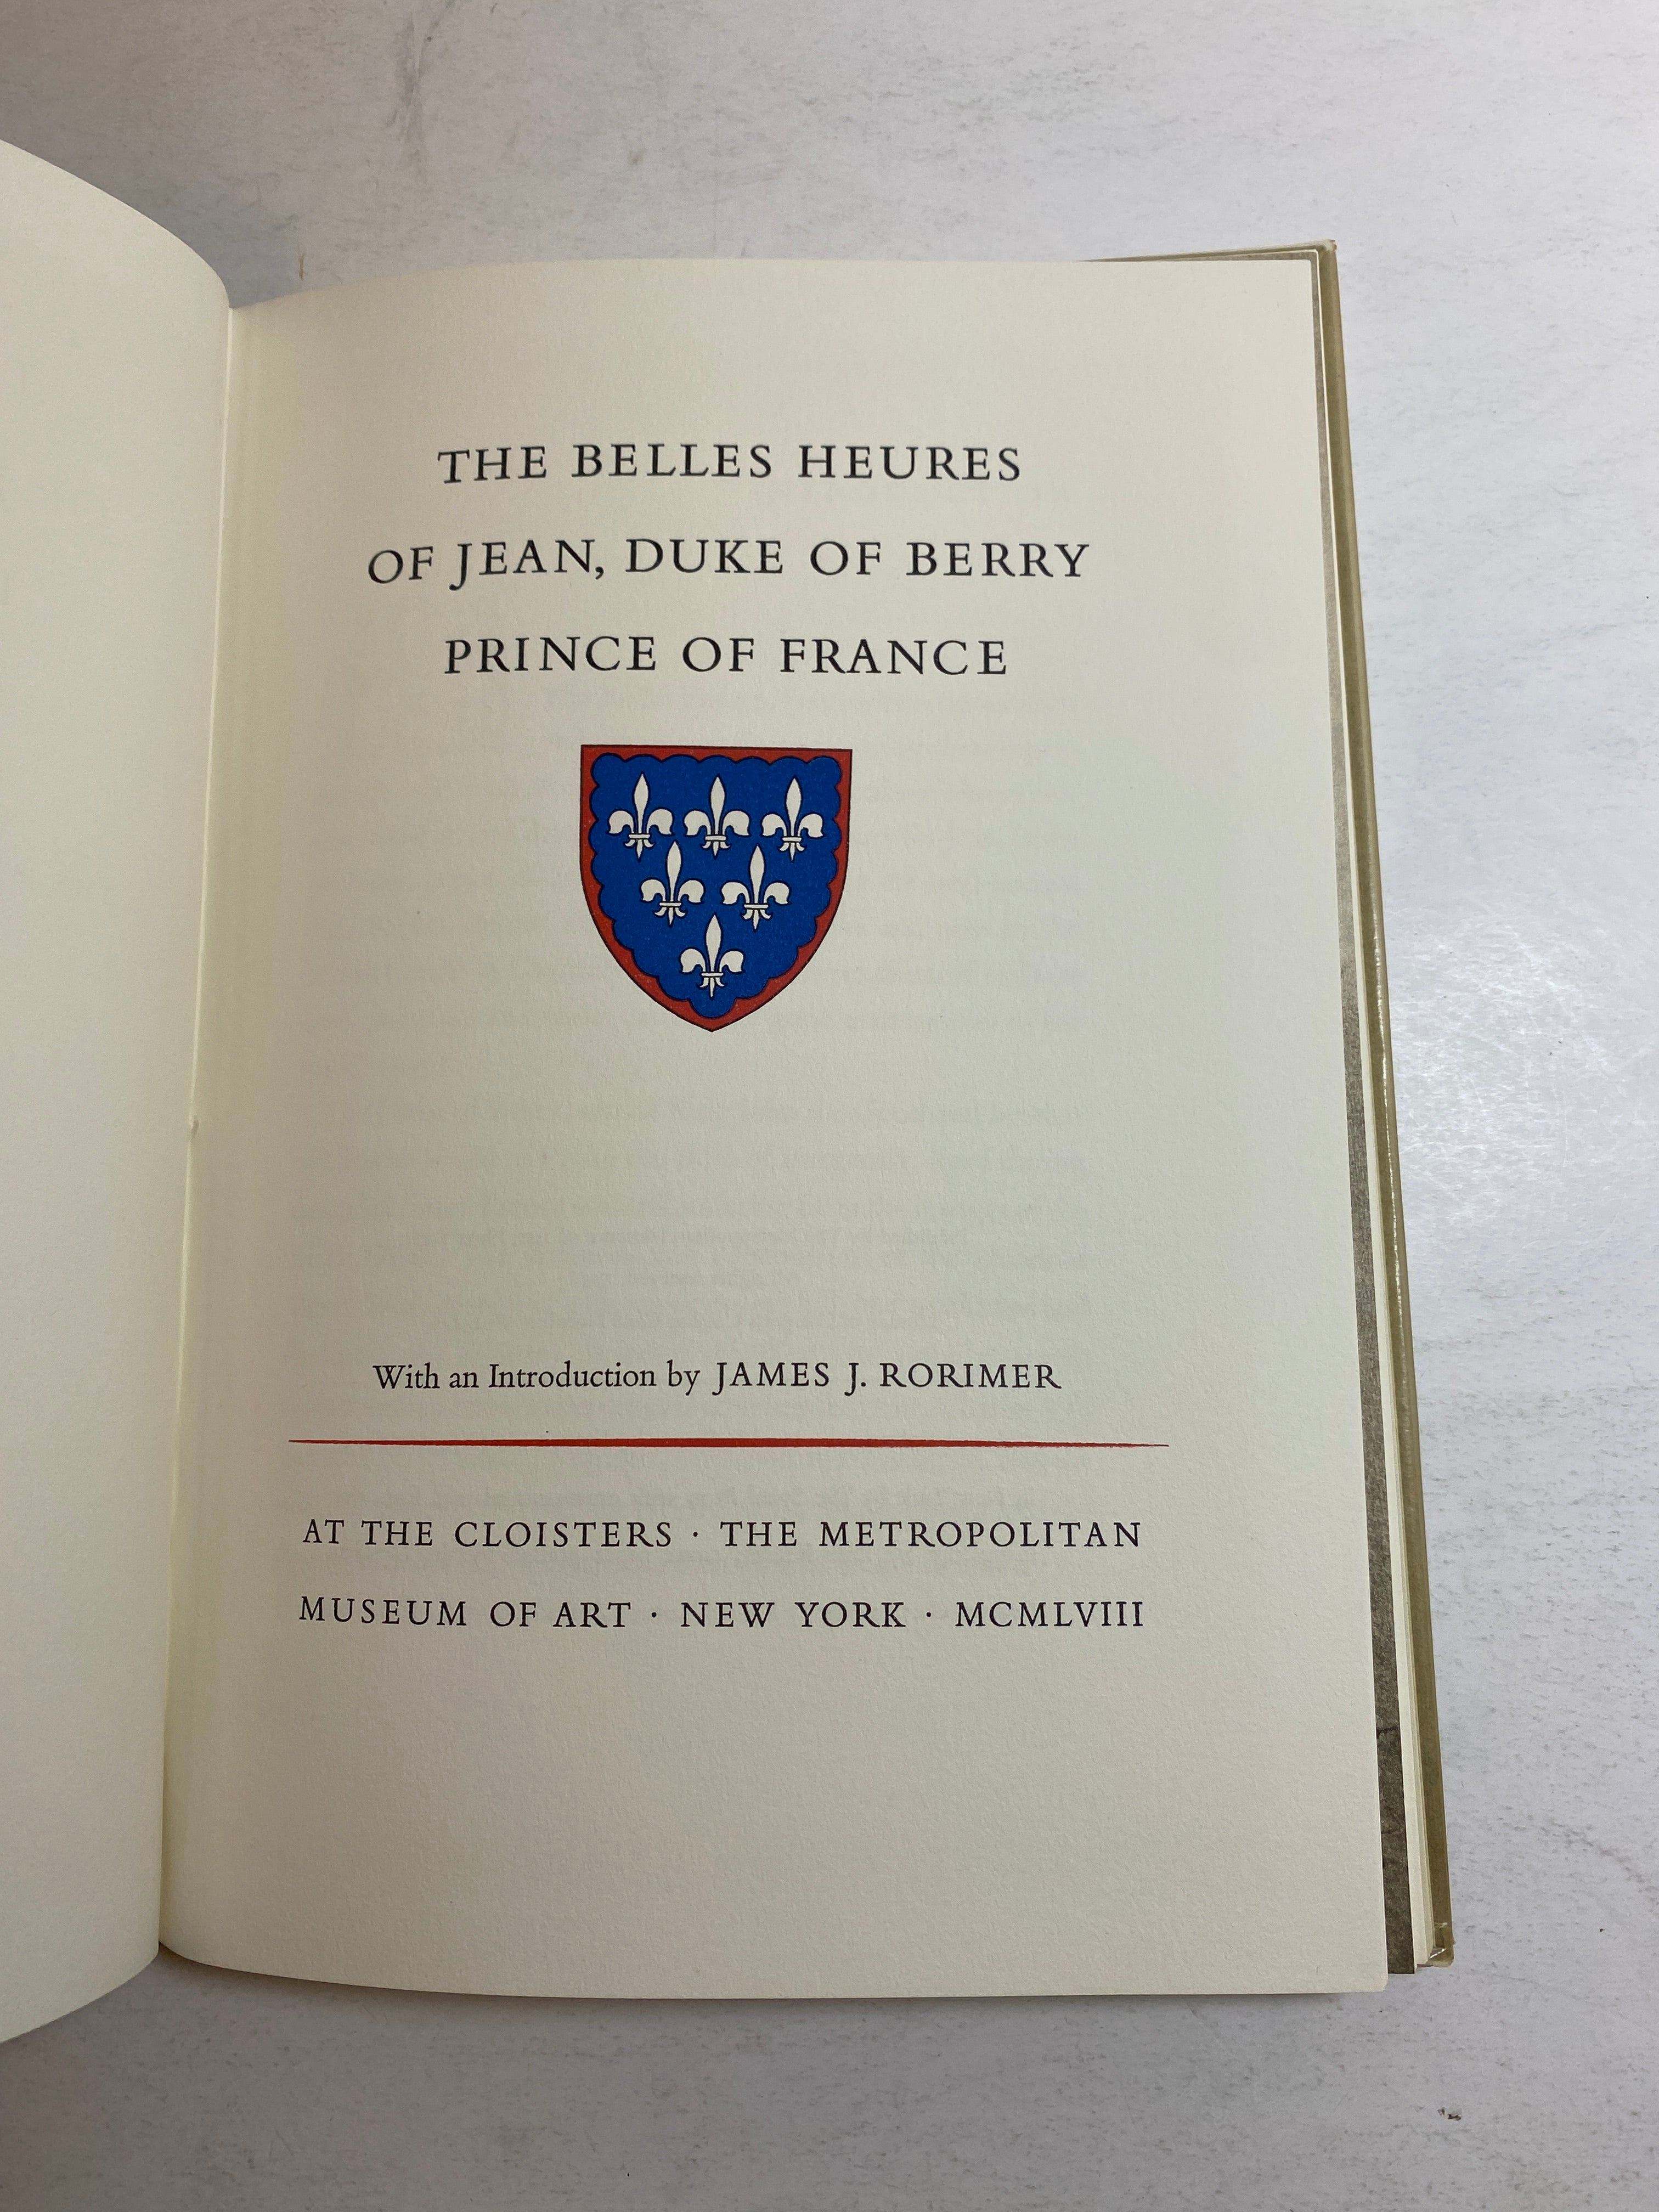 THE BELLES HEURES
OF JEAN, DUKE OF BERRY
PRINCE OF FRANCE
With an Introduction by JAMES J. RORIMER
AT THE CLOISTERS · THE METROPOLITAN
MUSEUM OF ART · NEW YORK · MCMLVIII